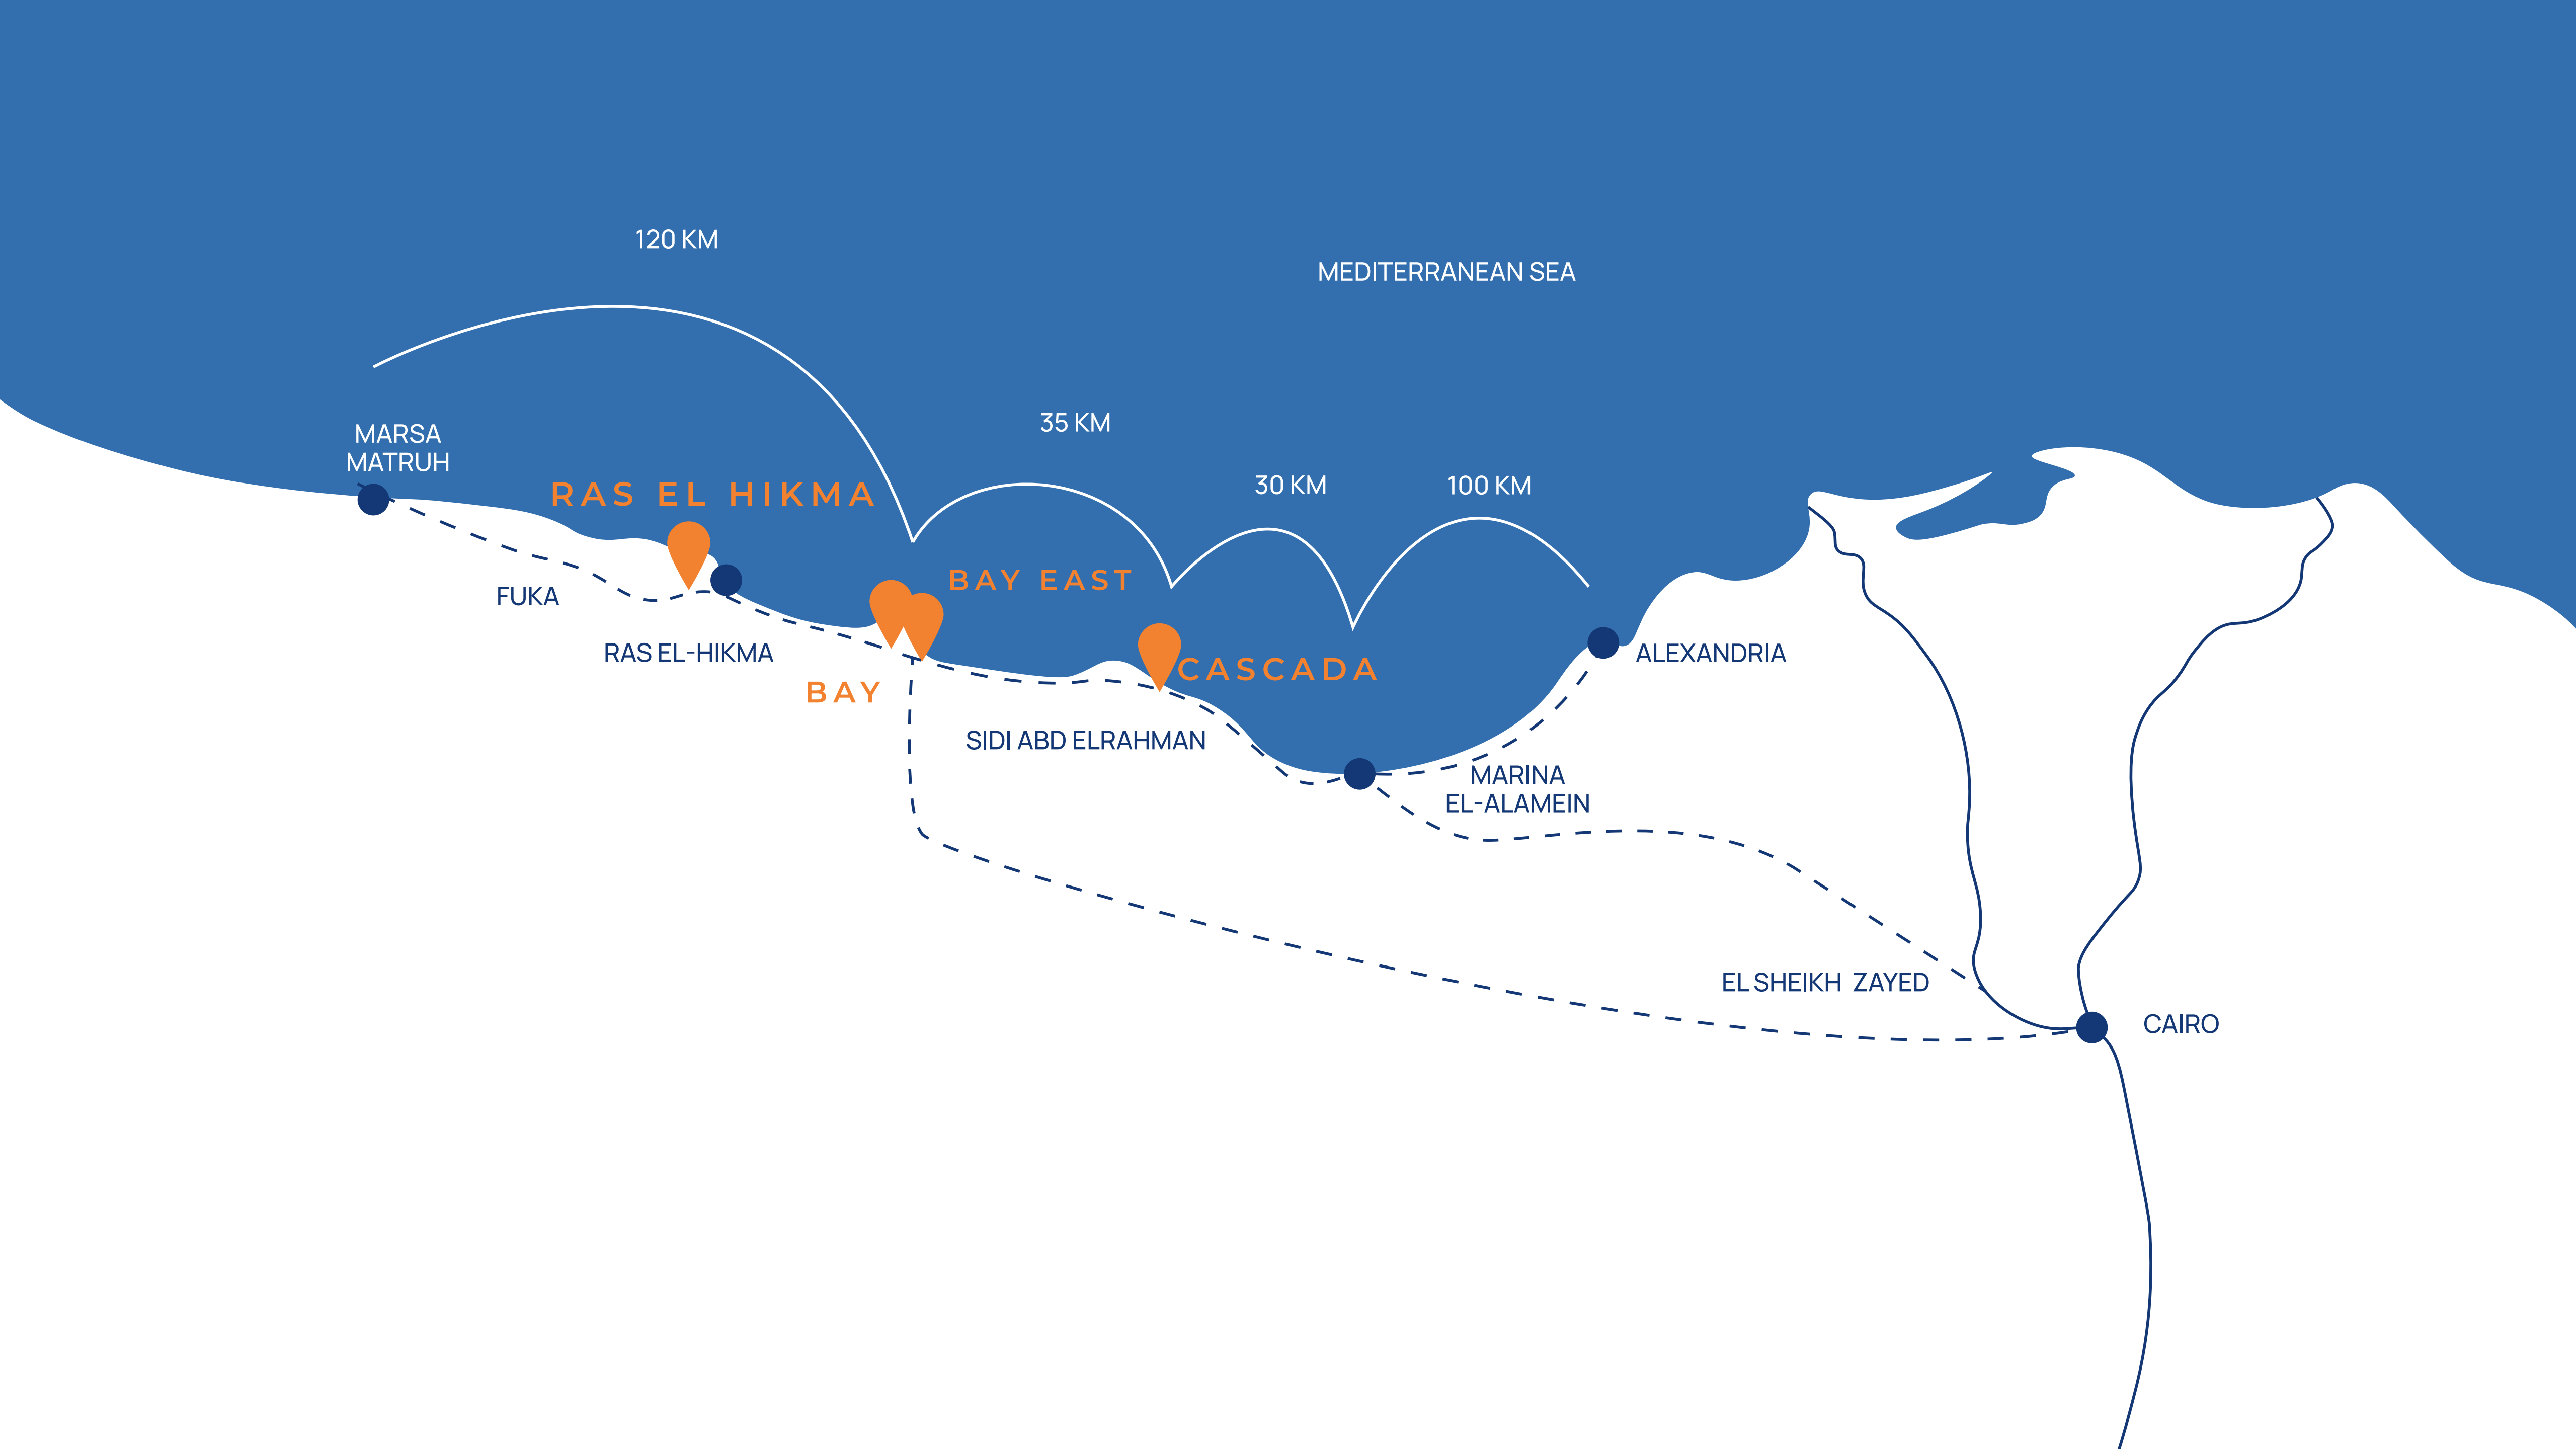 120 KM
MEDITERRANEAN SEA
35 KM
MARSA
MATRUH
30 KM
100 KM
RAS EL HIKMA
BAY EAST
FUKA
RAS EL-HIKMA
ALEXANDRIA
CASCADA
BAY
SIDI ABD ELRAHMAN
MARINA
EL-ALAMEIN
EL SHEIKH ZAYED
CAIRO